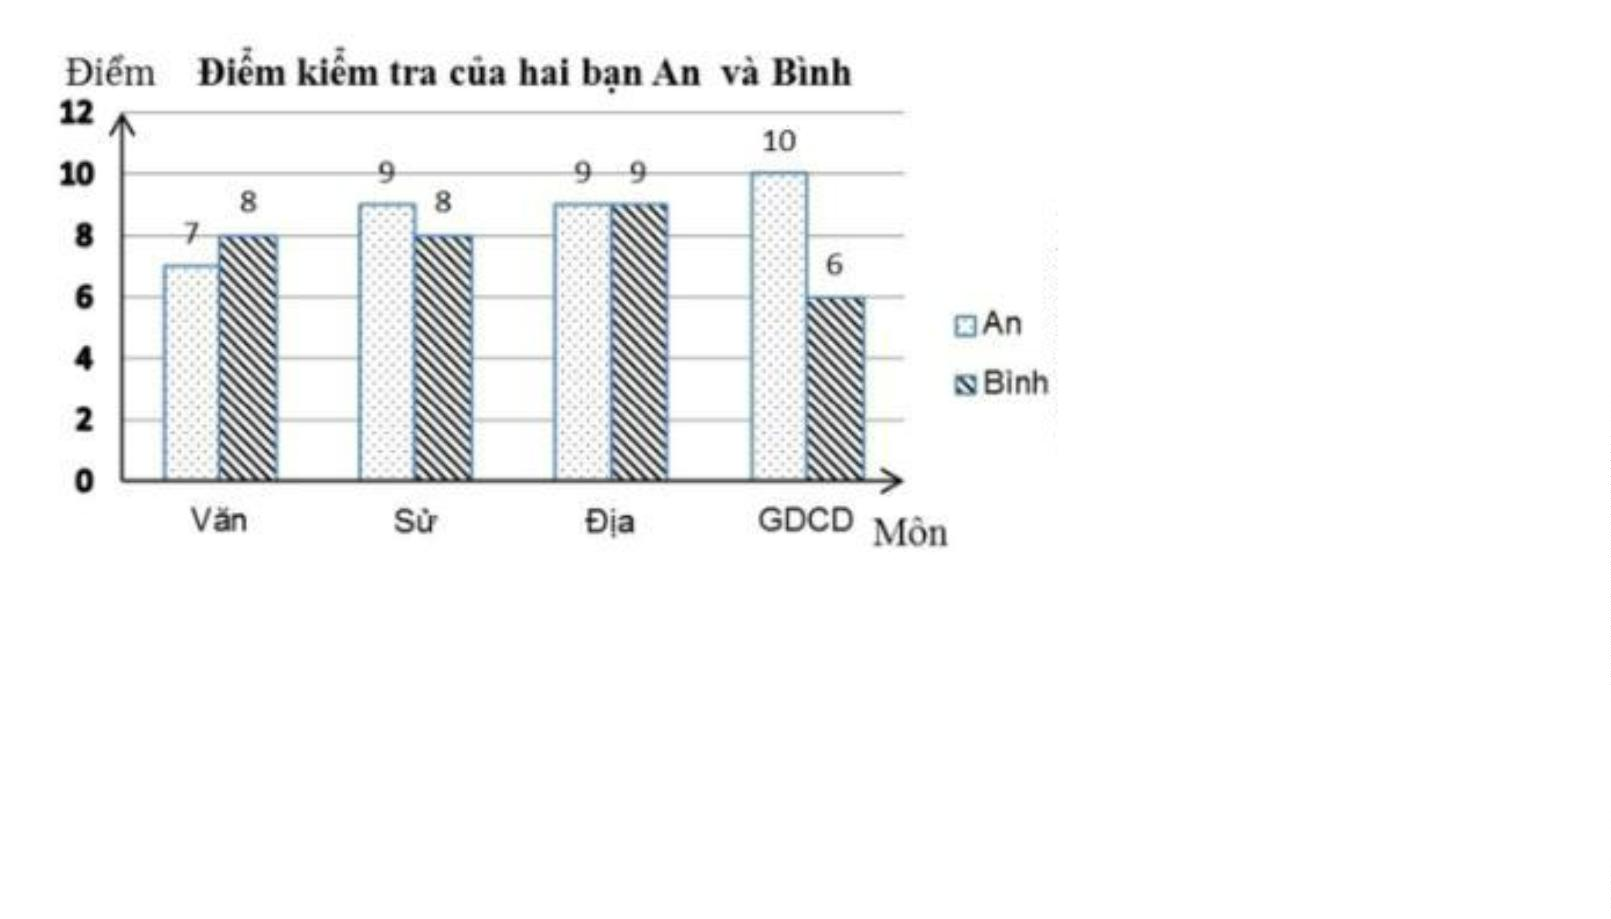 Điểm Điểm kiểm tra của hai bạn An và Bình
12
10
8
6
4
2
0
7 8 9 8 9 9 10 6
Văn Sử Địa GDCD Môn
An
Bình